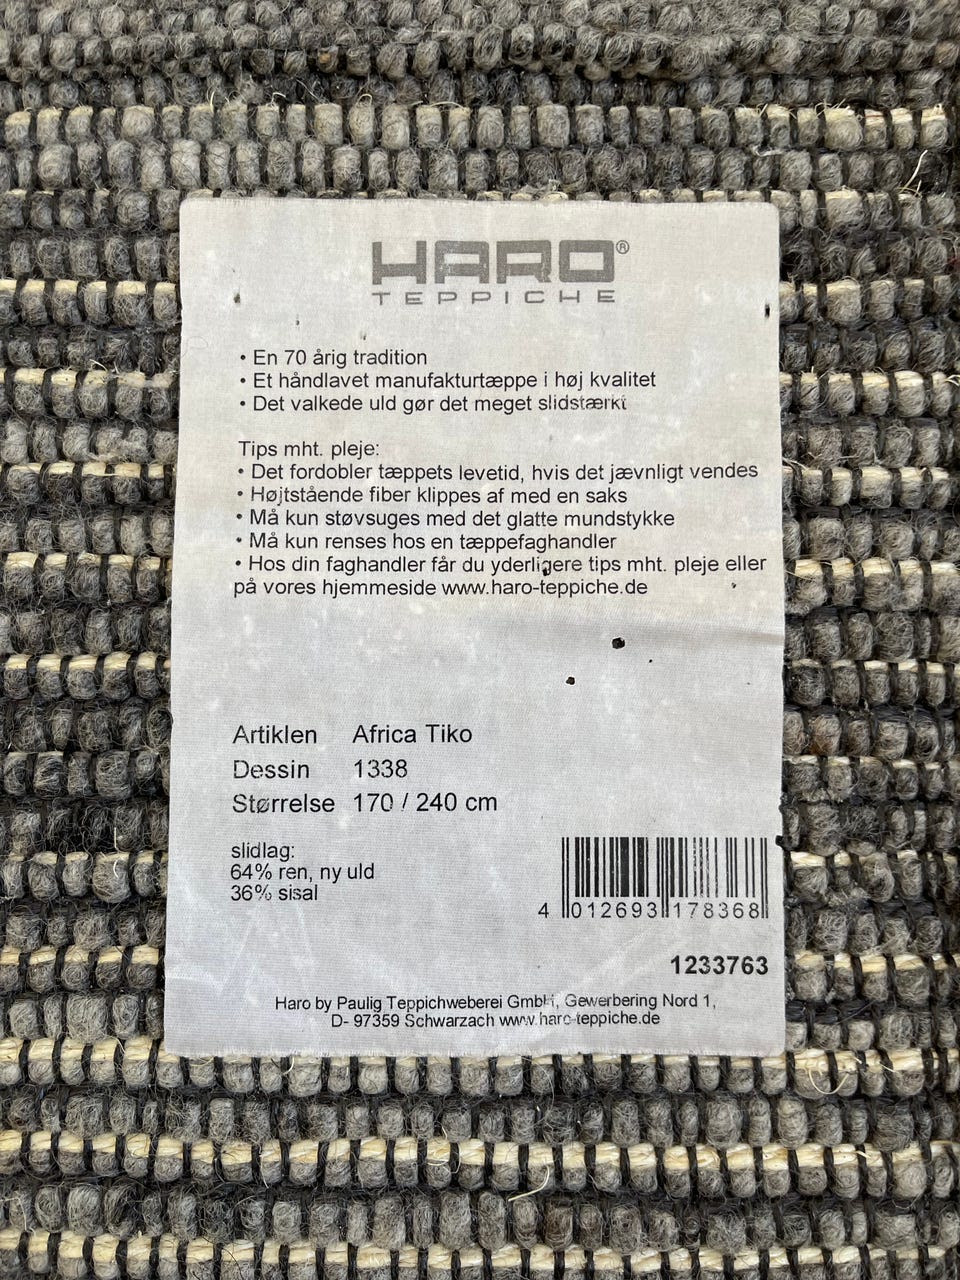 HARO®
TEPPICHE
• En 70 årig tradition
• Et håndlavet manufakturtæppe i høj kvalitet
• Det valkede uld gør det meget slidstærkt
Tips mht. pleje:
• Det fordobler tæppets levetid, hvis det jævnligt vendes
• Højtstående fiber klippes af med en saks
• Må kun støvsuges med det glatte mundstykke
• Må kun renses hos en tæppefaghandler
• Hos din faghandler får du yderligere tips mht. pleje eller
på vores hjemmeside www.haro-teppiche.de
Artiklen Africa Tiko
Dessin 1338
Størrelse 170 / 240 cm
slidlag:
64% ren, ny uld
36% sisal
4 012693 178368
1233763
Haro by Paulig Teppichweberei GmbH, Gewerbering Nord 1,
D- 97359 Schwarzach www.haro-teppiche.de